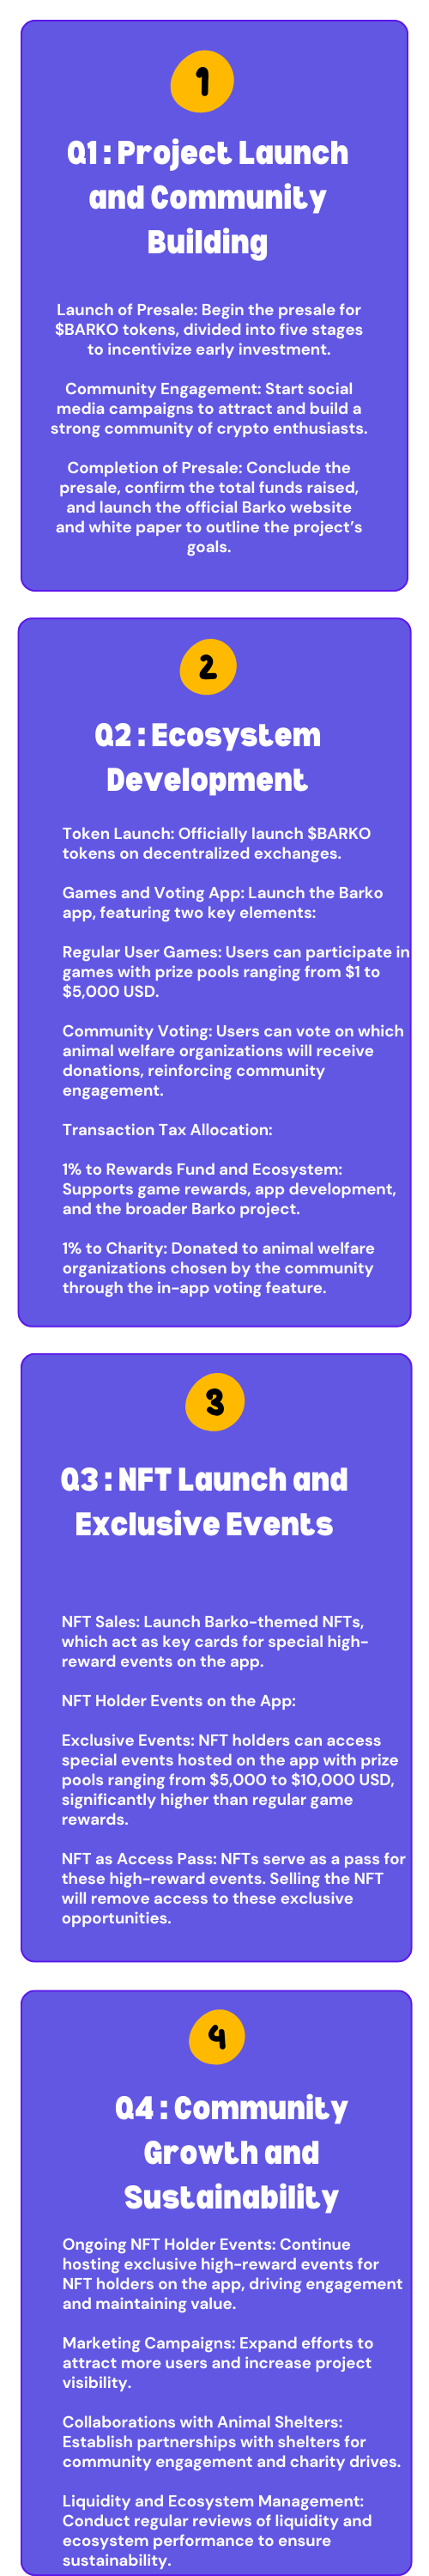 1
Q1 : Project Launch
and Community
Building
Launch of Presale: Begin the presale for
$BARKO tokens, divided into five stages
to incentivize early investment.
Community Engagement: Start social
media campaigns to attract and build a
strong community of crypto enthusiasts.
Completion of Presale: Conclude the
presale, confirm the total funds raised,
and launch the official Barko website
and white paper to outline the project’s
goals.
2
Q2 : Ecosystem
Development
Token Launch: Officially launch $BARKO
tokens on decentralized exchanges.
Games and Voting App: Launch the Barko
app, featuring two key elements:
Regular User Games: Users can participate in
games with prize pools ranging from $1 to
$5,000 USD.
Community Voting: Users can vote on which
animal welfare organizations will receive
donations, reinforcing community
engagement.
Transaction Tax Allocation:
1% to Rewards Fund and Ecosystem:
Supports game rewards, app development,
and the broader Barko project.
1% to Charity: Donated to animal welfare
organizations chosen by the community
through the in-app voting feature.
3
Q3 : NFT Launch and
Exclusive Events
NFT Sales: Launch Barko-themed NFTs,
which act as key cards for special high-
reward events on the app.
NFT Holder Events on the App:
Exclusive Events: NFT holders can access
special events hosted on the app with prize
pools ranging from $5,000 to $10,000 USD,
significantly higher than regular game
rewards.
NFT as Access Pass: NFTs serve as a pass for
these high-reward events. Selling the NFT
will remove access to these exclusive
opportunities.
4
Q4 : Community
Growth and
Sustainability
Ongoing NFT Holder Events: Continue
hosting exclusive high-reward events for
NFT holders on the app, driving engagement
and maintaining value.
Marketing Campaigns: Expand efforts to
attract more users and increase project
visibility.
Collaborations with Animal Shelters:
Establish partnerships with shelters for
community engagement and charity drives.
Liquidity and Ecosystem Management:
Conduct regular reviews of liquidity and
ecosystem performance to ensure
sustainability.